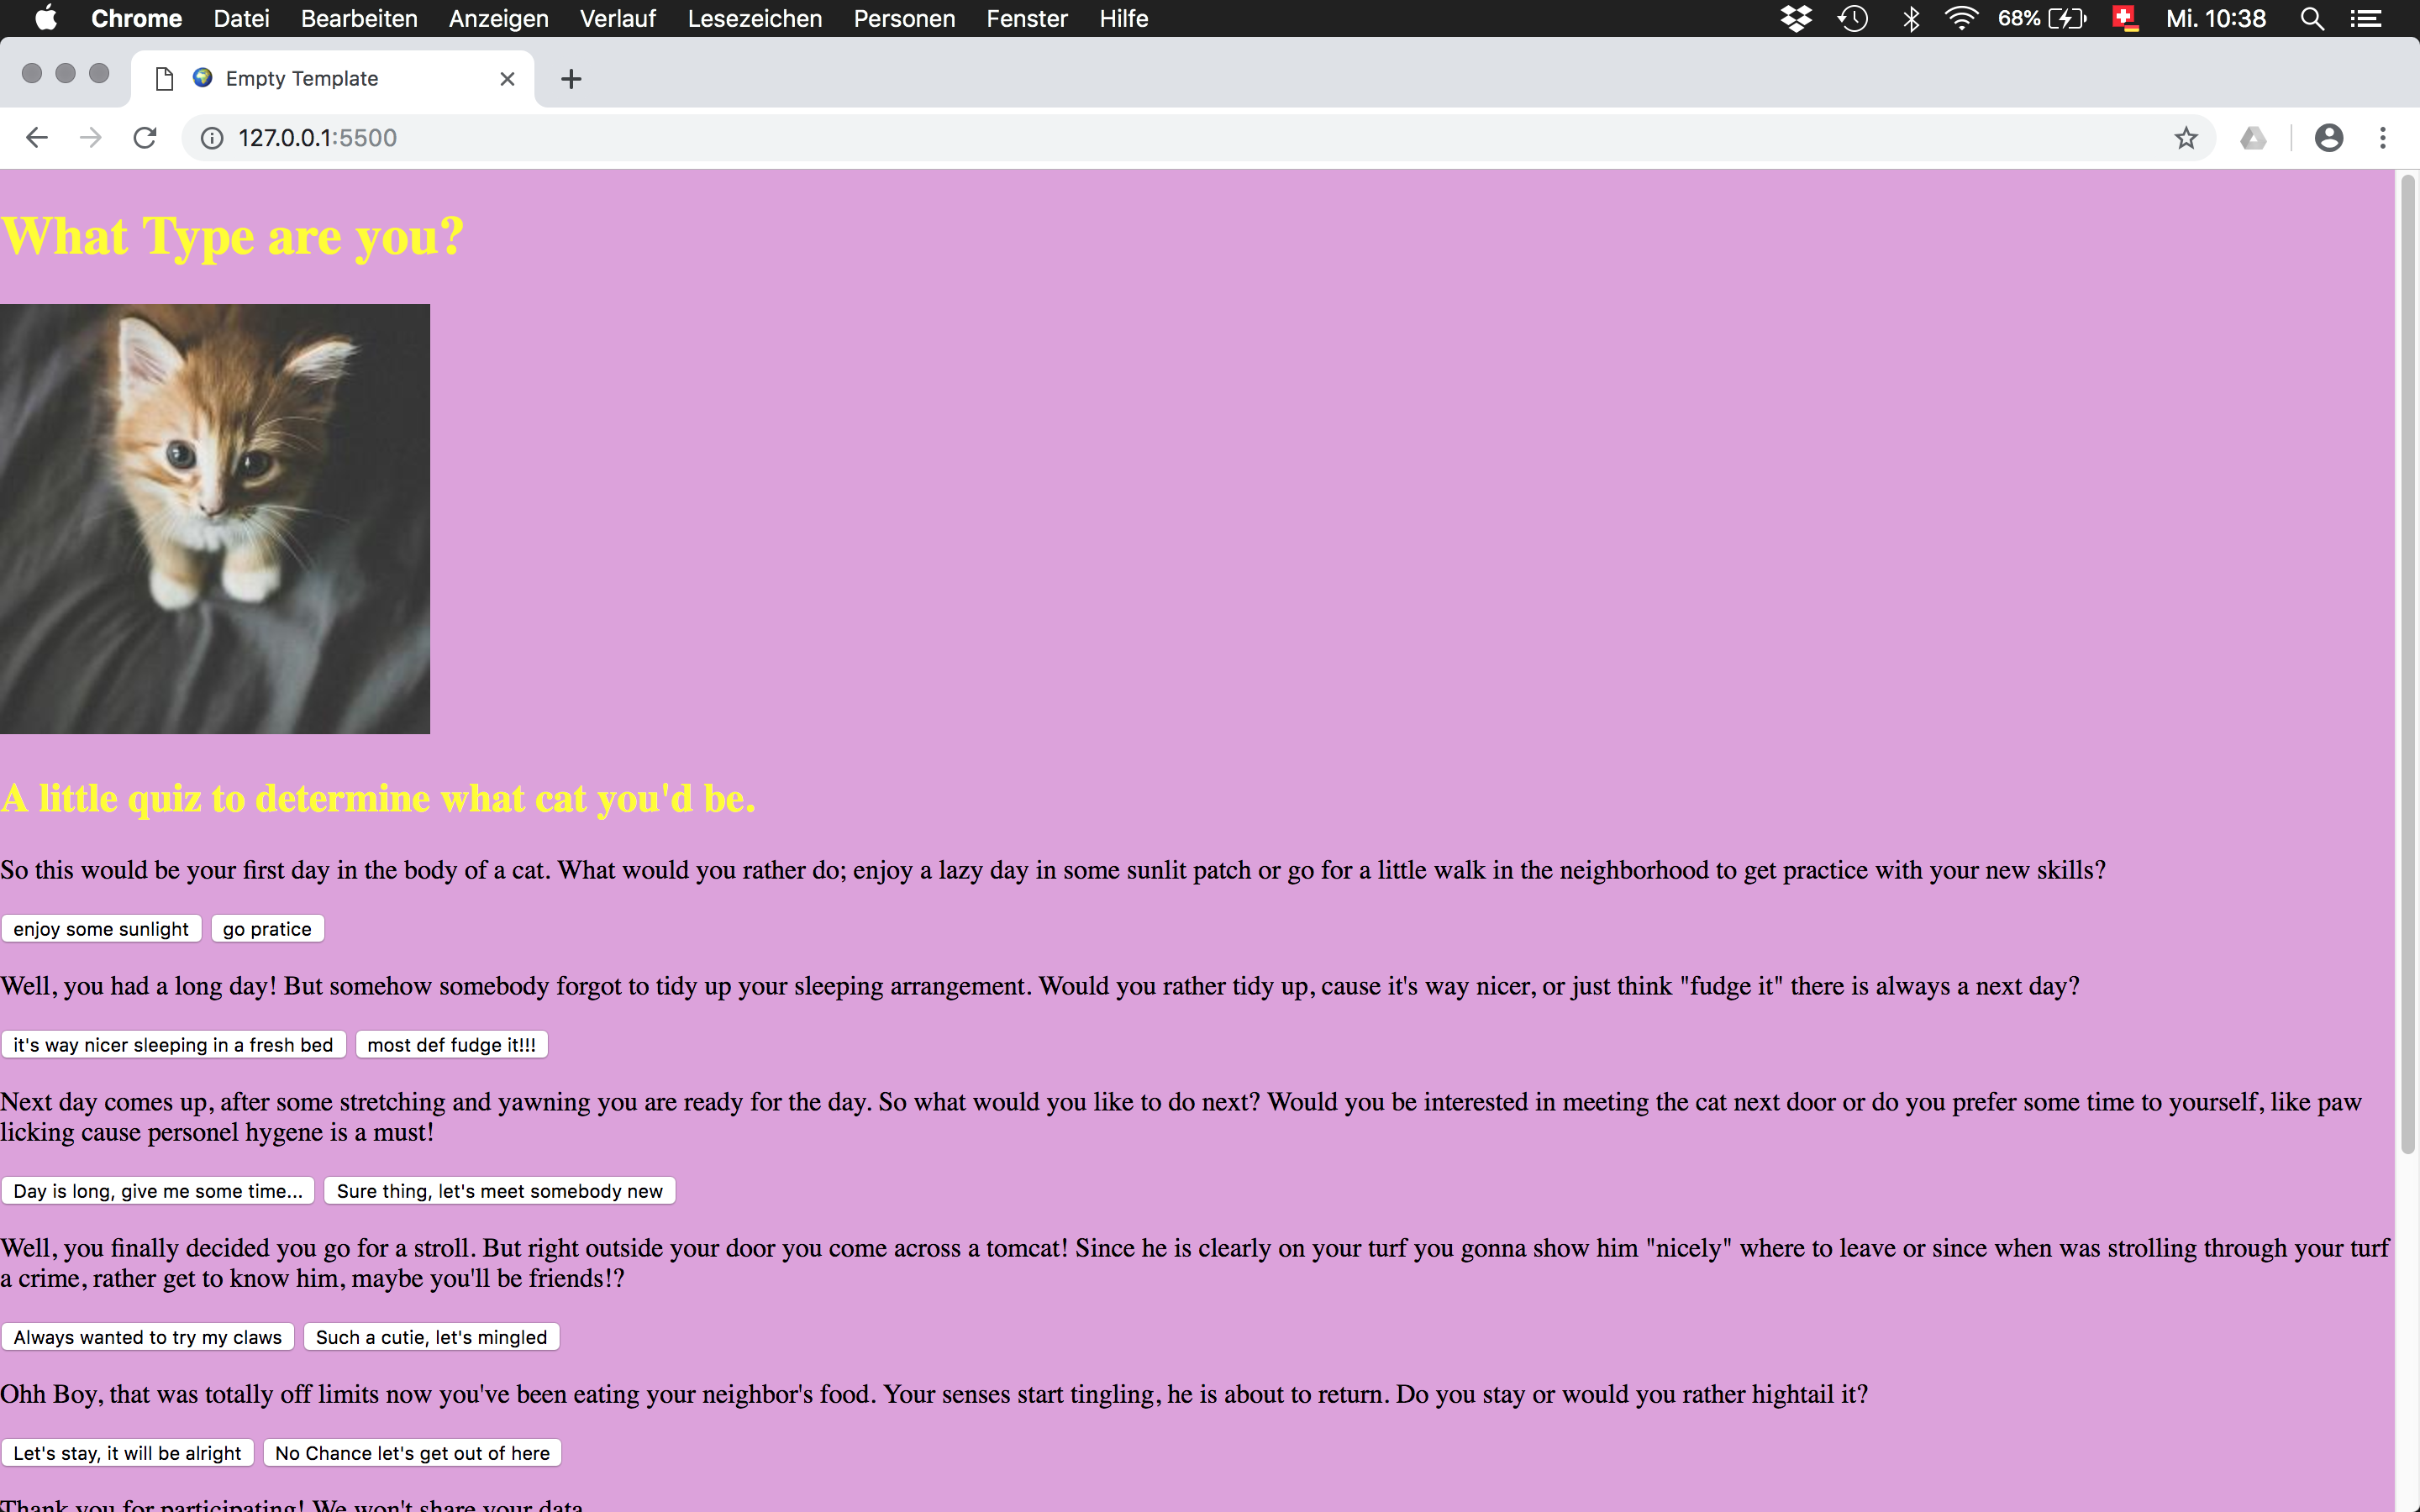 Chrome Datei Bearbeiten Anzeigen Verlauf Lesezeichen Personen Fenster Hilfe 68% Mi. 10:38
Empty Template
127.0.0.1:5500
What Type are you?
A little quiz to determine what cat you'd be.
So this would be your first day in the body of a cat. What would you rather do; enjoy a lazy day in some sunlit patch or go for a little walk in the neighborhood to get practice with your new skills?
enjoy some sunlight go pratice
Well, you had a long day! But somehow somebody forgot to tidy up your sleeping arrangement. Would you rather tidy up, cause it's way nicer, or just think "fudge it" there is always a next day?
it's way nicer sleeping in a fresh bed most def fudge it!!!
Next day comes up, after some stretching and yawning you are ready for the day. So what would you like to do next? Would you be interested in meeting the cat next door or do you prefer some time to yourself, like paw
licking cause personel hygene is a must!
Day is long, give me some time... Sure thing, let's meet somebody new
Well, you finally decided you go for a stroll. But right outside your door you come across a tomcat! Since he is clearly on your turf you gonna show him "nicely" where to leave or since when was strolling through your turf
a crime, rather get to know him, maybe you'll be friends!?
Always wanted to try my claws Such a cutie, let's mingled
Ohh Boy, that was totally off limits now you've been eating your neighbor's food. Your senses start tingling, he is about to return. Do you stay or would you rather hightail it?
Let's stay, it will be alright No Chance let's get out of here
Thank you for participating! We won't share your data